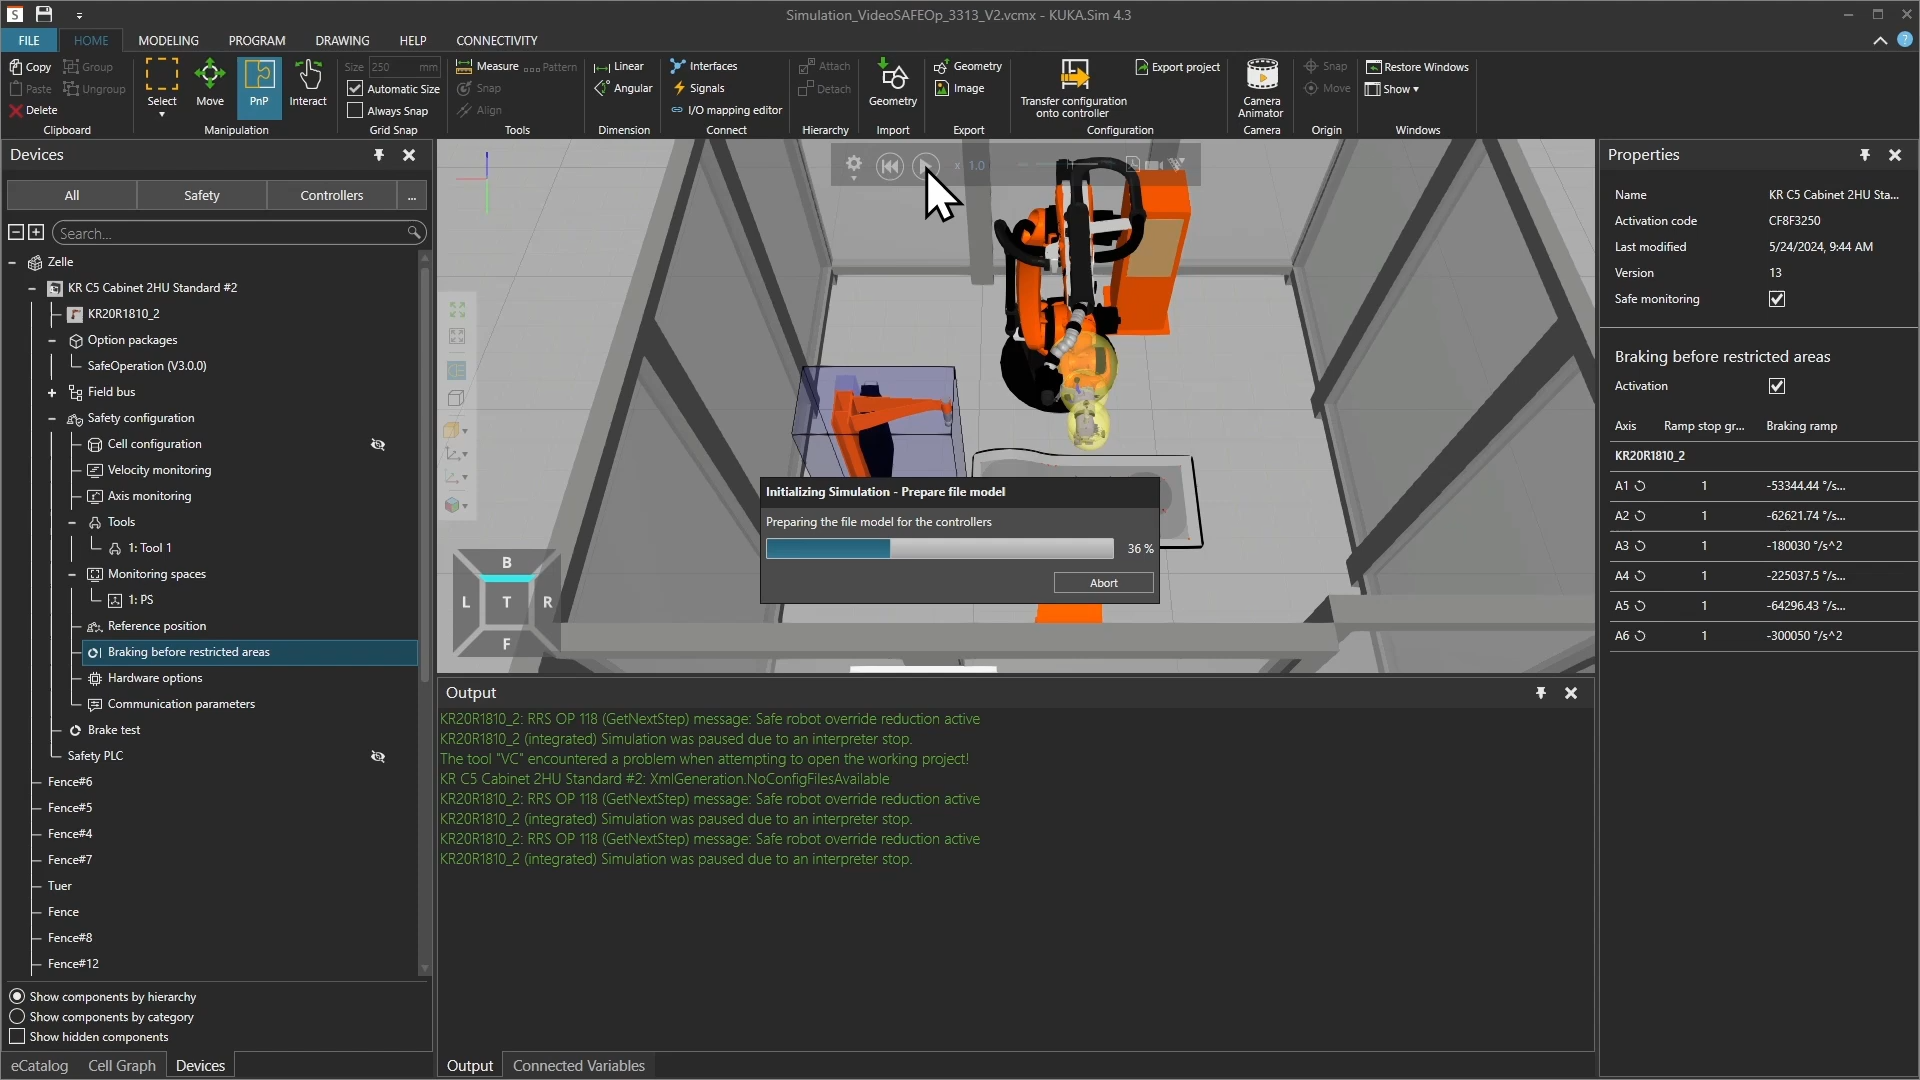 Simulation_VideoSAFEOp_3313_V2.vcmx - KUKA.Sim 4.3
FILE HOME MODELING PROGRAM DRAWING HELP CONNECTIVITY
Copy Group
Paste Ungroup
Delete
Clipboard
Select Move PnP Interact
Manipulation
Size 250 mm
Automatic Size
Always Snap
Grid Snap
Measure Pattern
Snap
Align
Tools
Linear
Angular
Dimension
Interfaces
Signals
I/O mapping editor
Connect
Attach
Detach
Hierarchy
Geometry
Import
Geometry
Image
Export
Transfer configuration
onto controller
Export project
Configuration
Camera
Animator
Camera
Snap
Move
Origin
Restore Windows
Show
Windows
Devices
All Safety Controllers ...
Search...
Zelle
KR C5 Cabinet 2HU Standard #2
KR20R1810_2
Option packages
SafeOperation (V3.0.0)
Field bus
Safety configuration
Cell configuration
Velocity monitoring
Axis monitoring
Tools
1: Tool 1
Monitoring spaces
1: PS
Reference position
Braking before restricted areas
Hardware options
Communication parameters
Brake test
Safety PLC
Fence#6
Fence#5
Fence#4
Fence#7
Tuer
Fence
Fence#8
Fence#12
Show components by hierarchy
Show components by category
Show hidden components
eCatalog Cell Graph Devices
x 1.0
B
L T R
F
Initializing Simulation - Prepare file model
Preparing the file model for the controllers
36 %
Abort
Output
KR20R1810_2: RRS OP 118 (GetNextStep) message: Safe robot override reduction active
KR20R1810_2 (integrated) Simulation was paused due to an interpreter stop.
The tool "VC" encountered a problem when attempting to open the working project!
KR C5 Cabinet 2HU Standard #2: XmlGeneration.NoConfigFilesAvailable
KR20R1810_2: RRS OP 118 (GetNextStep) message: Safe robot override reduction active
KR20R1810_2 (integrated) Simulation was paused due to an interpreter stop.
KR20R1810_2: RRS OP 118 (GetNextStep) message: Safe robot override reduction active
KR20R1810_2 (integrated) Simulation was paused due to an interpreter stop.
Output Connected Variables
Properties
Name KR C5 Cabinet 2HU Sta...
Activation code CF8F3250
Last modified 5/24/2024, 9:44 AM
Version 13
Safe monitoring
Braking before restricted areas
Activation
Axis Ramp stop gr... Braking ramp
KR20R1810_2
A1 1 -53344.44 °/s...
A2 1 -62621.74 °/s...
A3 1 -180030 °/s^2
A4 1 -225037.5 °/s...
A5 1 -64296.43 °/s...
A6 1 -300050 °/s^2